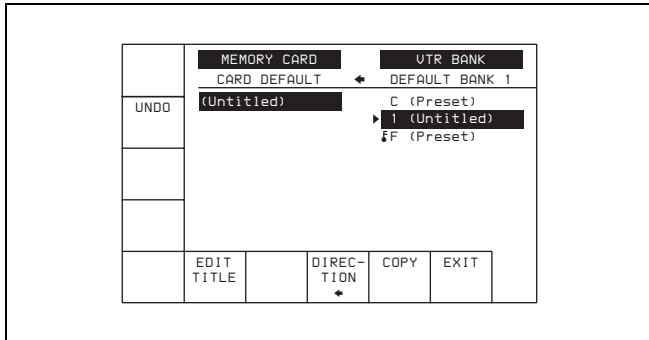 MEMORY CARD VTR BANK
CARD DEFAULT ← DEFAULT BANK 1
UNDO (Untitled) C (Preset)
▶ 1 (Untitled)
F (Preset)
EDIT TITLE
DIREC-
TION
←
COPY
EXIT